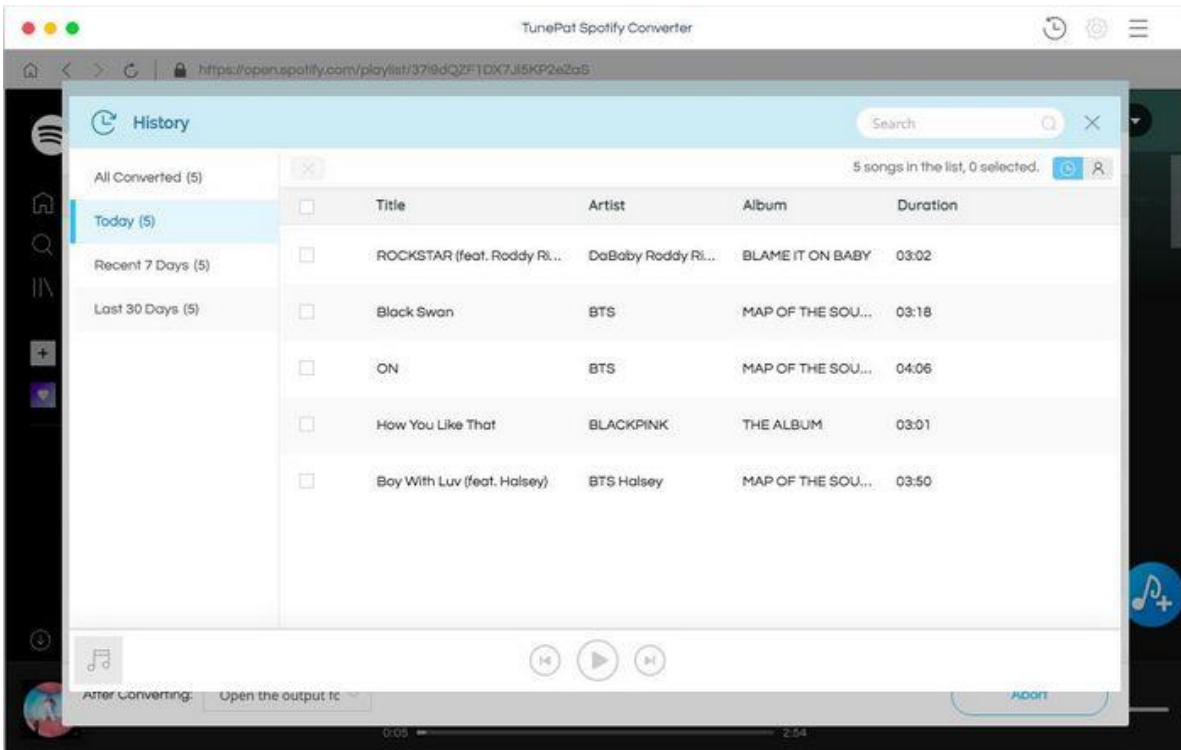 TunePat Spotify Converter
https://open.spotify.com/playlist/37i9dQZF1DX7Jl5KP2eZaS
History
Search
All Converted (5)
5 songs in the list, 0 selected.
Today (5)
Title Artist Album Duration
Recent 7 Days (5)
ROCKSTAR (feat. Roddy Ri... DaBaby Roddy Ri... BLAME IT ON BABY 03:02
Last 30 Days (5)
Black Swan BTS MAP OF THE SOU... 03:18
ON BTS MAP OF THE SOU... 04:06
How You Like That BLACKPINK THE ALBUM 03:01
Boy With Luv (feat. Halsey) BTS Halsey MAP OF THE SOU... 03:50
After Converting: Open the output fc
Abort
0:05 2:54